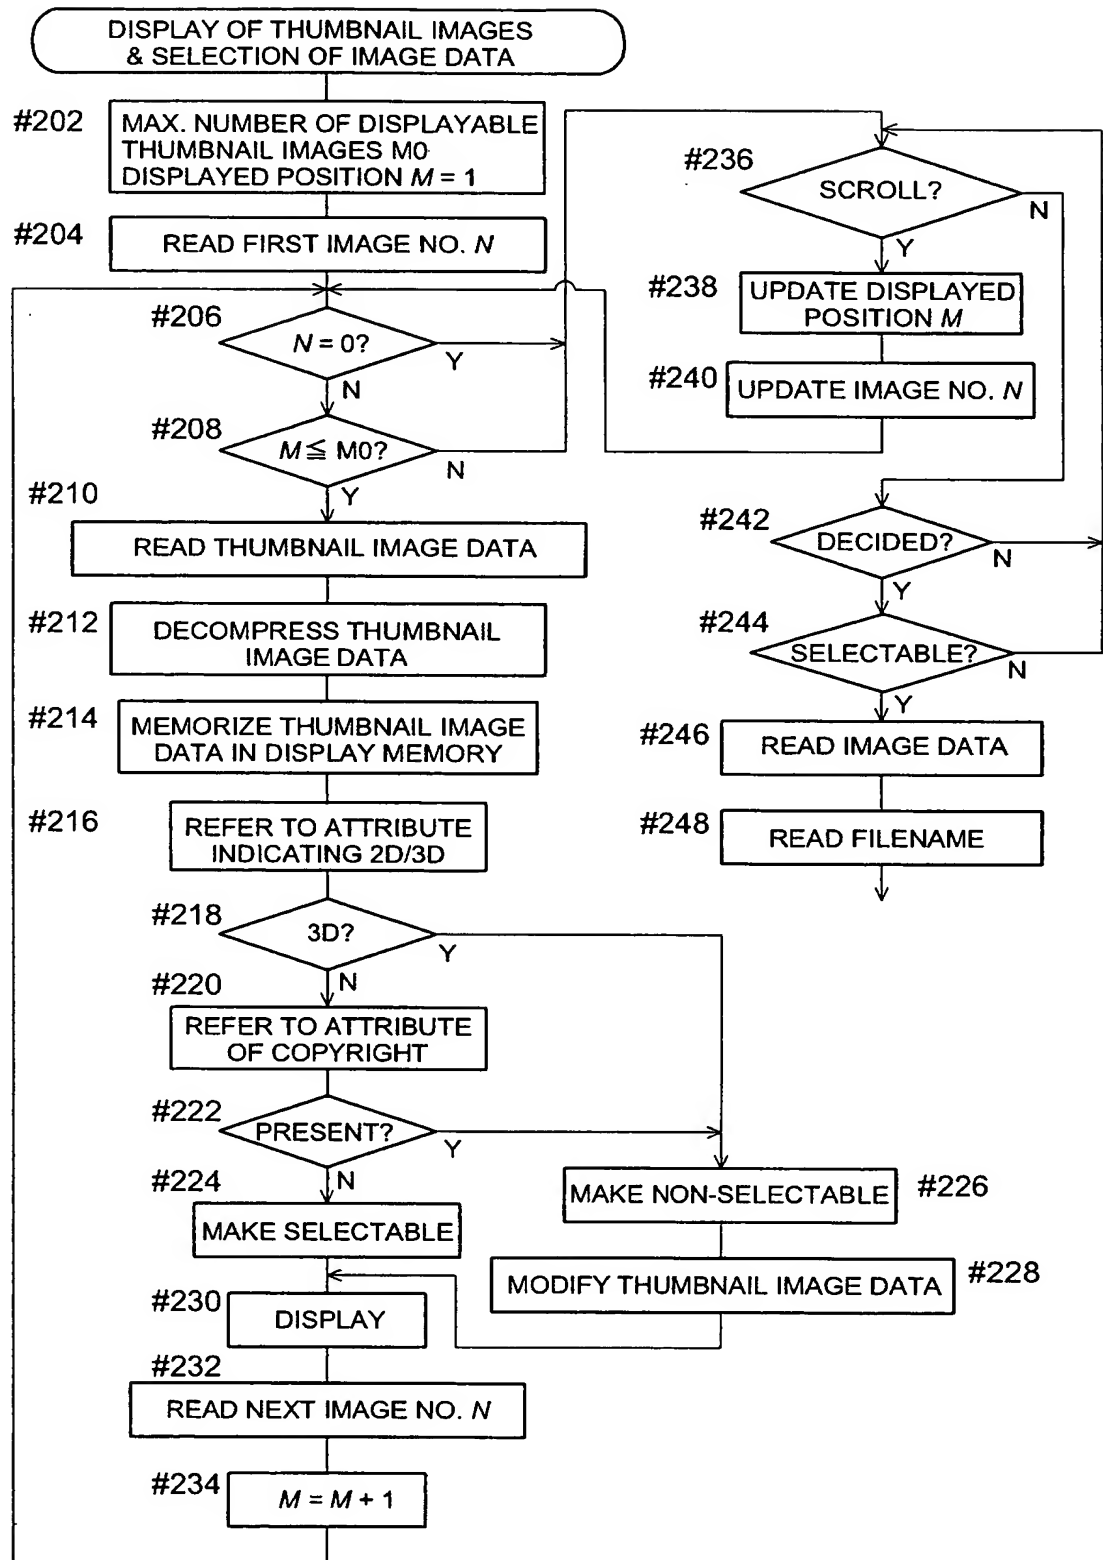 DISPLAY OF THUMBNAIL IMAGES
& SELECTION OF IMAGE DATA
#202
MAX. NUMBER OF DISPLAYABLE
THUMBNAIL IMAGES M0
DISPLAYED POSITION M = 1
#204
READ FIRST IMAGE NO. N
#206
N = 0?
Y
N
#208
M ≦ M0?
N
Y
#210
READ THUMBNAIL IMAGE DATA
#212
DECOMPRESS THUMBNAIL
IMAGE DATA
#214
MEMORIZE THUMBNAIL IMAGE
DATA IN DISPLAY MEMORY
#216
REFER TO ATTRIBUTE
INDICATING 2D/3D
#218
3D?
Y
N
#220
REFER TO ATTRIBUTE
OF COPYRIGHT
#222
PRESENT?
Y
N
#224
MAKE SELECTABLE
MAKE NON-SELECTABLE
#226
MODIFY THUMBNAIL IMAGE DATA
#228
#230
DISPLAY
#232
READ NEXT IMAGE NO. N
#234
M = M + 1
#236
SCROLL?
N
Y
#238
UPDATE DISPLAYED
POSITION M
#240
UPDATE IMAGE NO. N
#242
DECIDED?
N
Y
#244
SELECTABLE?
N
Y
#246
READ IMAGE DATA
#248
READ FILENAME